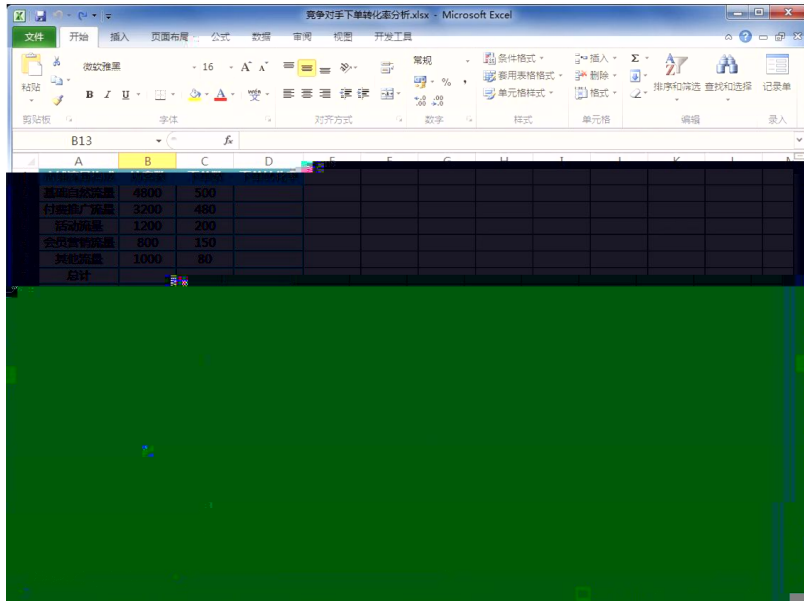 竞争对手下单转化率分析.xlsx - Microsoft Excel
文件 开始 插入 页面布局 公式 数据 审阅 视图 开发工具
微软雅黑 16 A A 常规 条件格式 插入 Σ
粘贴 B I U A % , 套用表格格式 删除 排序和筛选 查找和选择 记录单
.0 .00 .00 .0 单元格样式 格式
剪贴板 字体 对齐方式 数字 样式 单元格 编辑 录入
B13 fx
A B C D
基础自然流量 4800 500
付费推广流量 3200 480
活动流量 1200 200
会员营销流量 800 150
其他流量 1000 80
总计